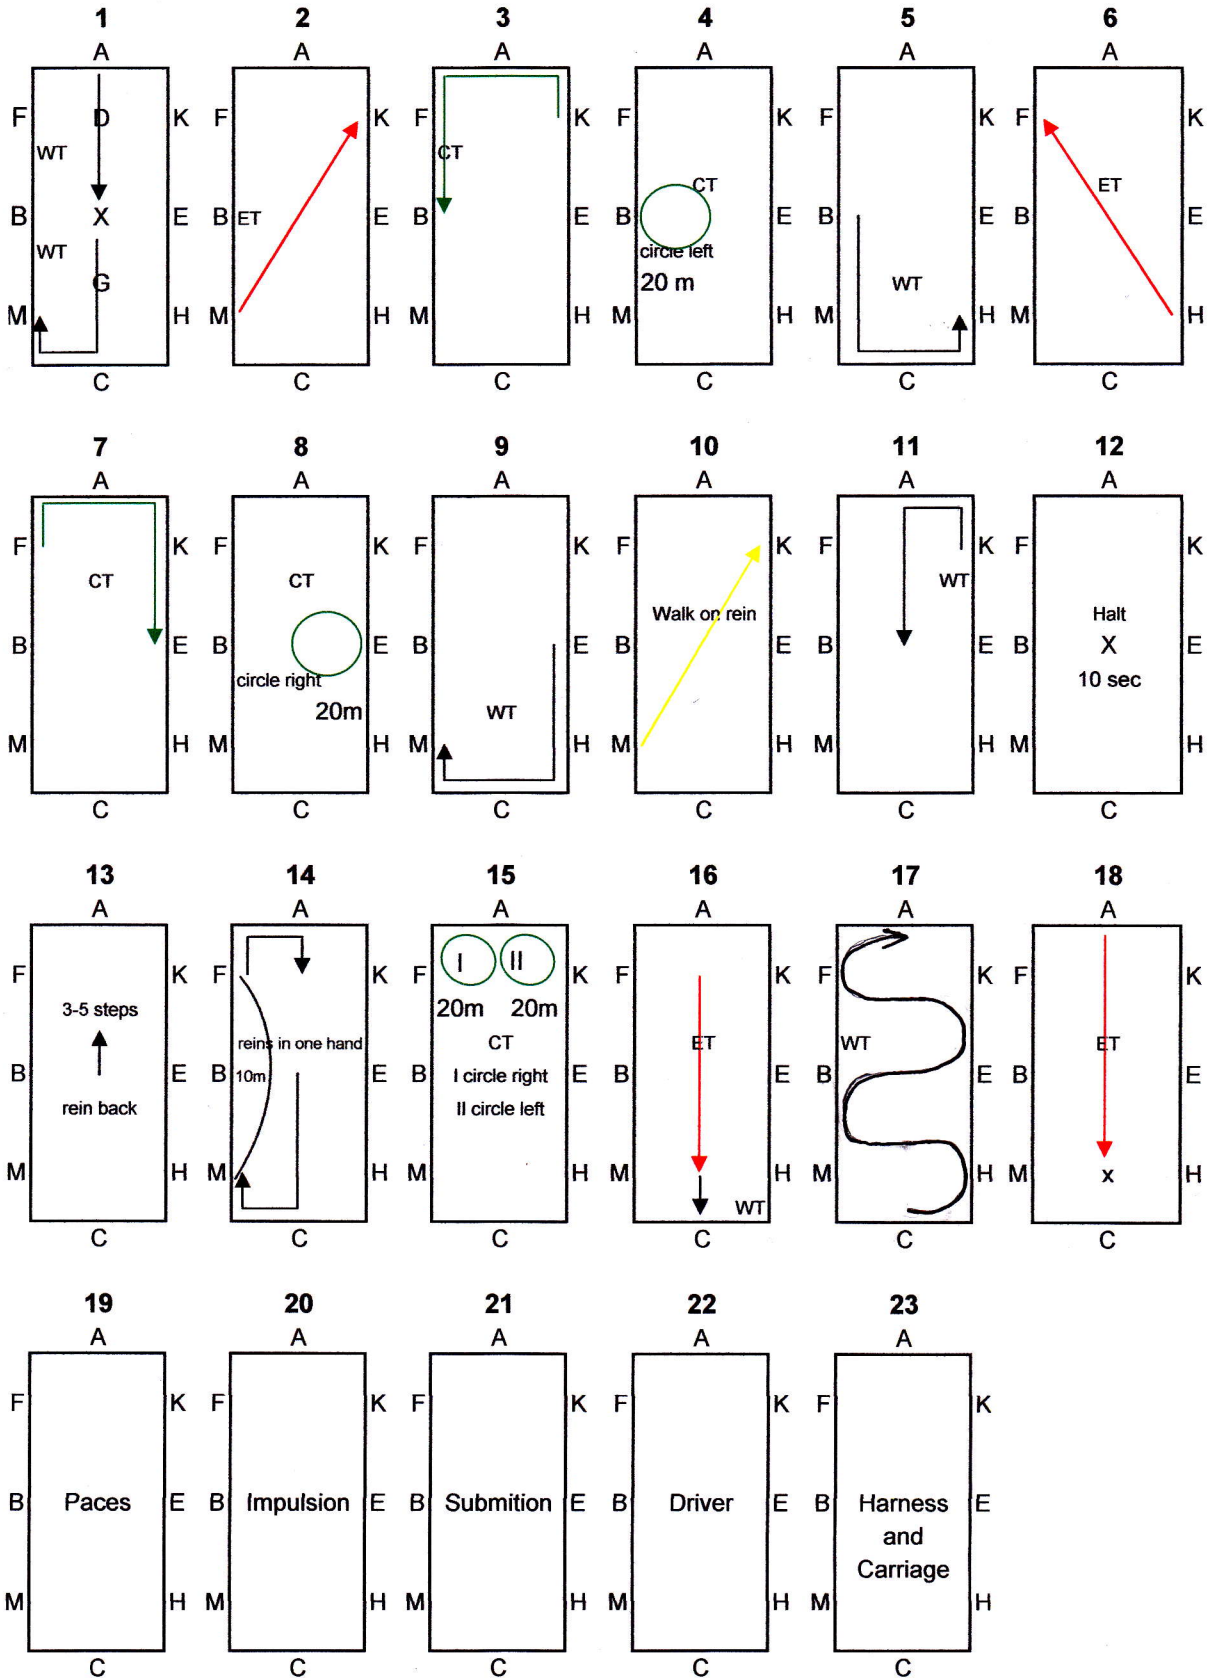 1 2 3 4 5 6
A A A A A A
F D K F K F K F K F K F K
WT CT CT ET
B X E B ET E B E B E B E B E
WT circle left
G 20 m WT
M H M H M H M H M H M H
C C C C C C
7 8 9 10 11 12
A A A A A A
F K F K F K F K F K F K
CT CT WT
Walk on rein Halt
B E B E B E B E B E B X E
circle right 10 sec
20m WT
M H M H M H M H M H M H
C C C C C C
13 14 15 16 17 18
A A A A A A
F K F K F I II K F K F K F K
3-5 steps 20m 20m
reins in one hand CT ET WT ET
B E B 10m E B I circle right E B E B E B E
rein back II circle left
M H M H M H M H M H M x H
WT
C C C C C C
19 20 21 22 23
A A A A A
F K F K F K F K F K
B Paces E B Impulsion E B Submition E B Driver E B Harness E
and
Carriage
M H M H M H M H M H
C C C C C